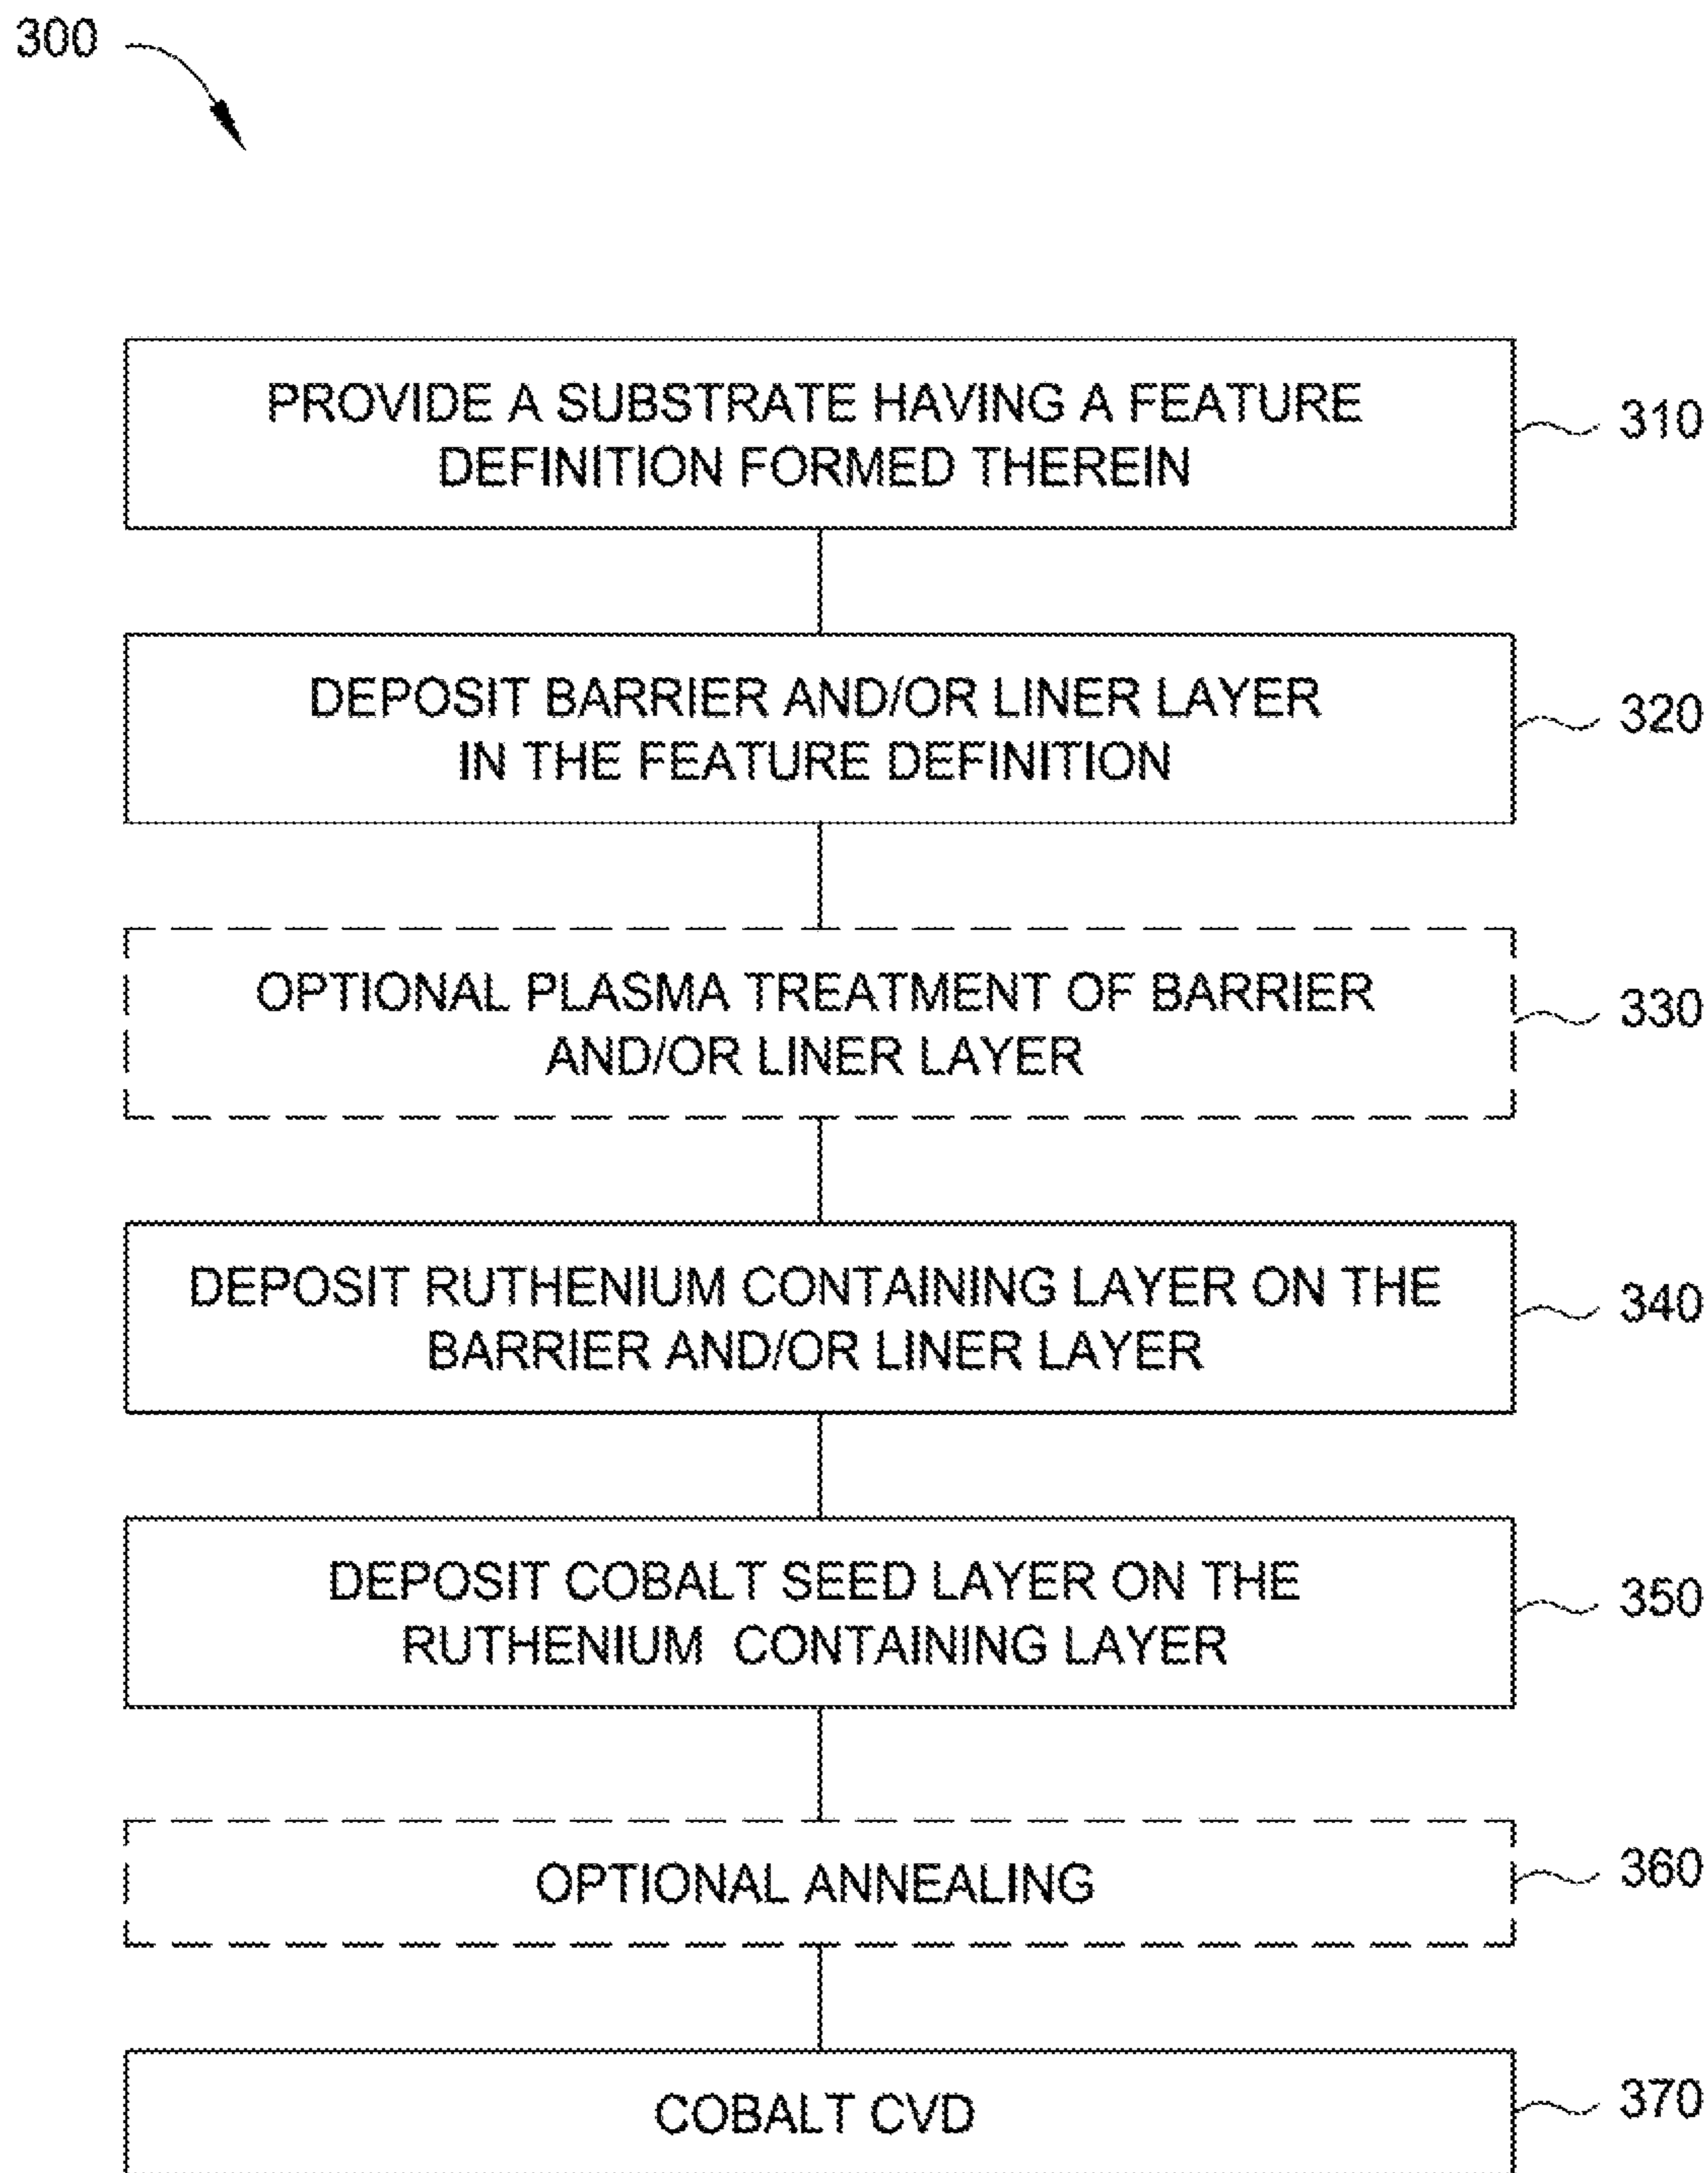 300
PROVIDE A SUBSTRATE HAVING A FEATURE
DEFINITION FORMED THEREIN
310
DEPOSIT BARRIER AND/OR LINER LAYER
IN THE FEATURE DEFINITION
320
OPTIONAL PLASMA TREATMENT OF BARRIER
AND/OR LINER LAYER
330
DEPOSIT RUTHENIUM CONTAINING LAYER ON THE
BARRIER AND/OR LINER LAYER
340
DEPOSIT COBALT SEED LAYER ON THE
RUTHENIUM CONTAINING LAYER
350
OPTIONAL ANNEALING
360
COBALT CVD
370